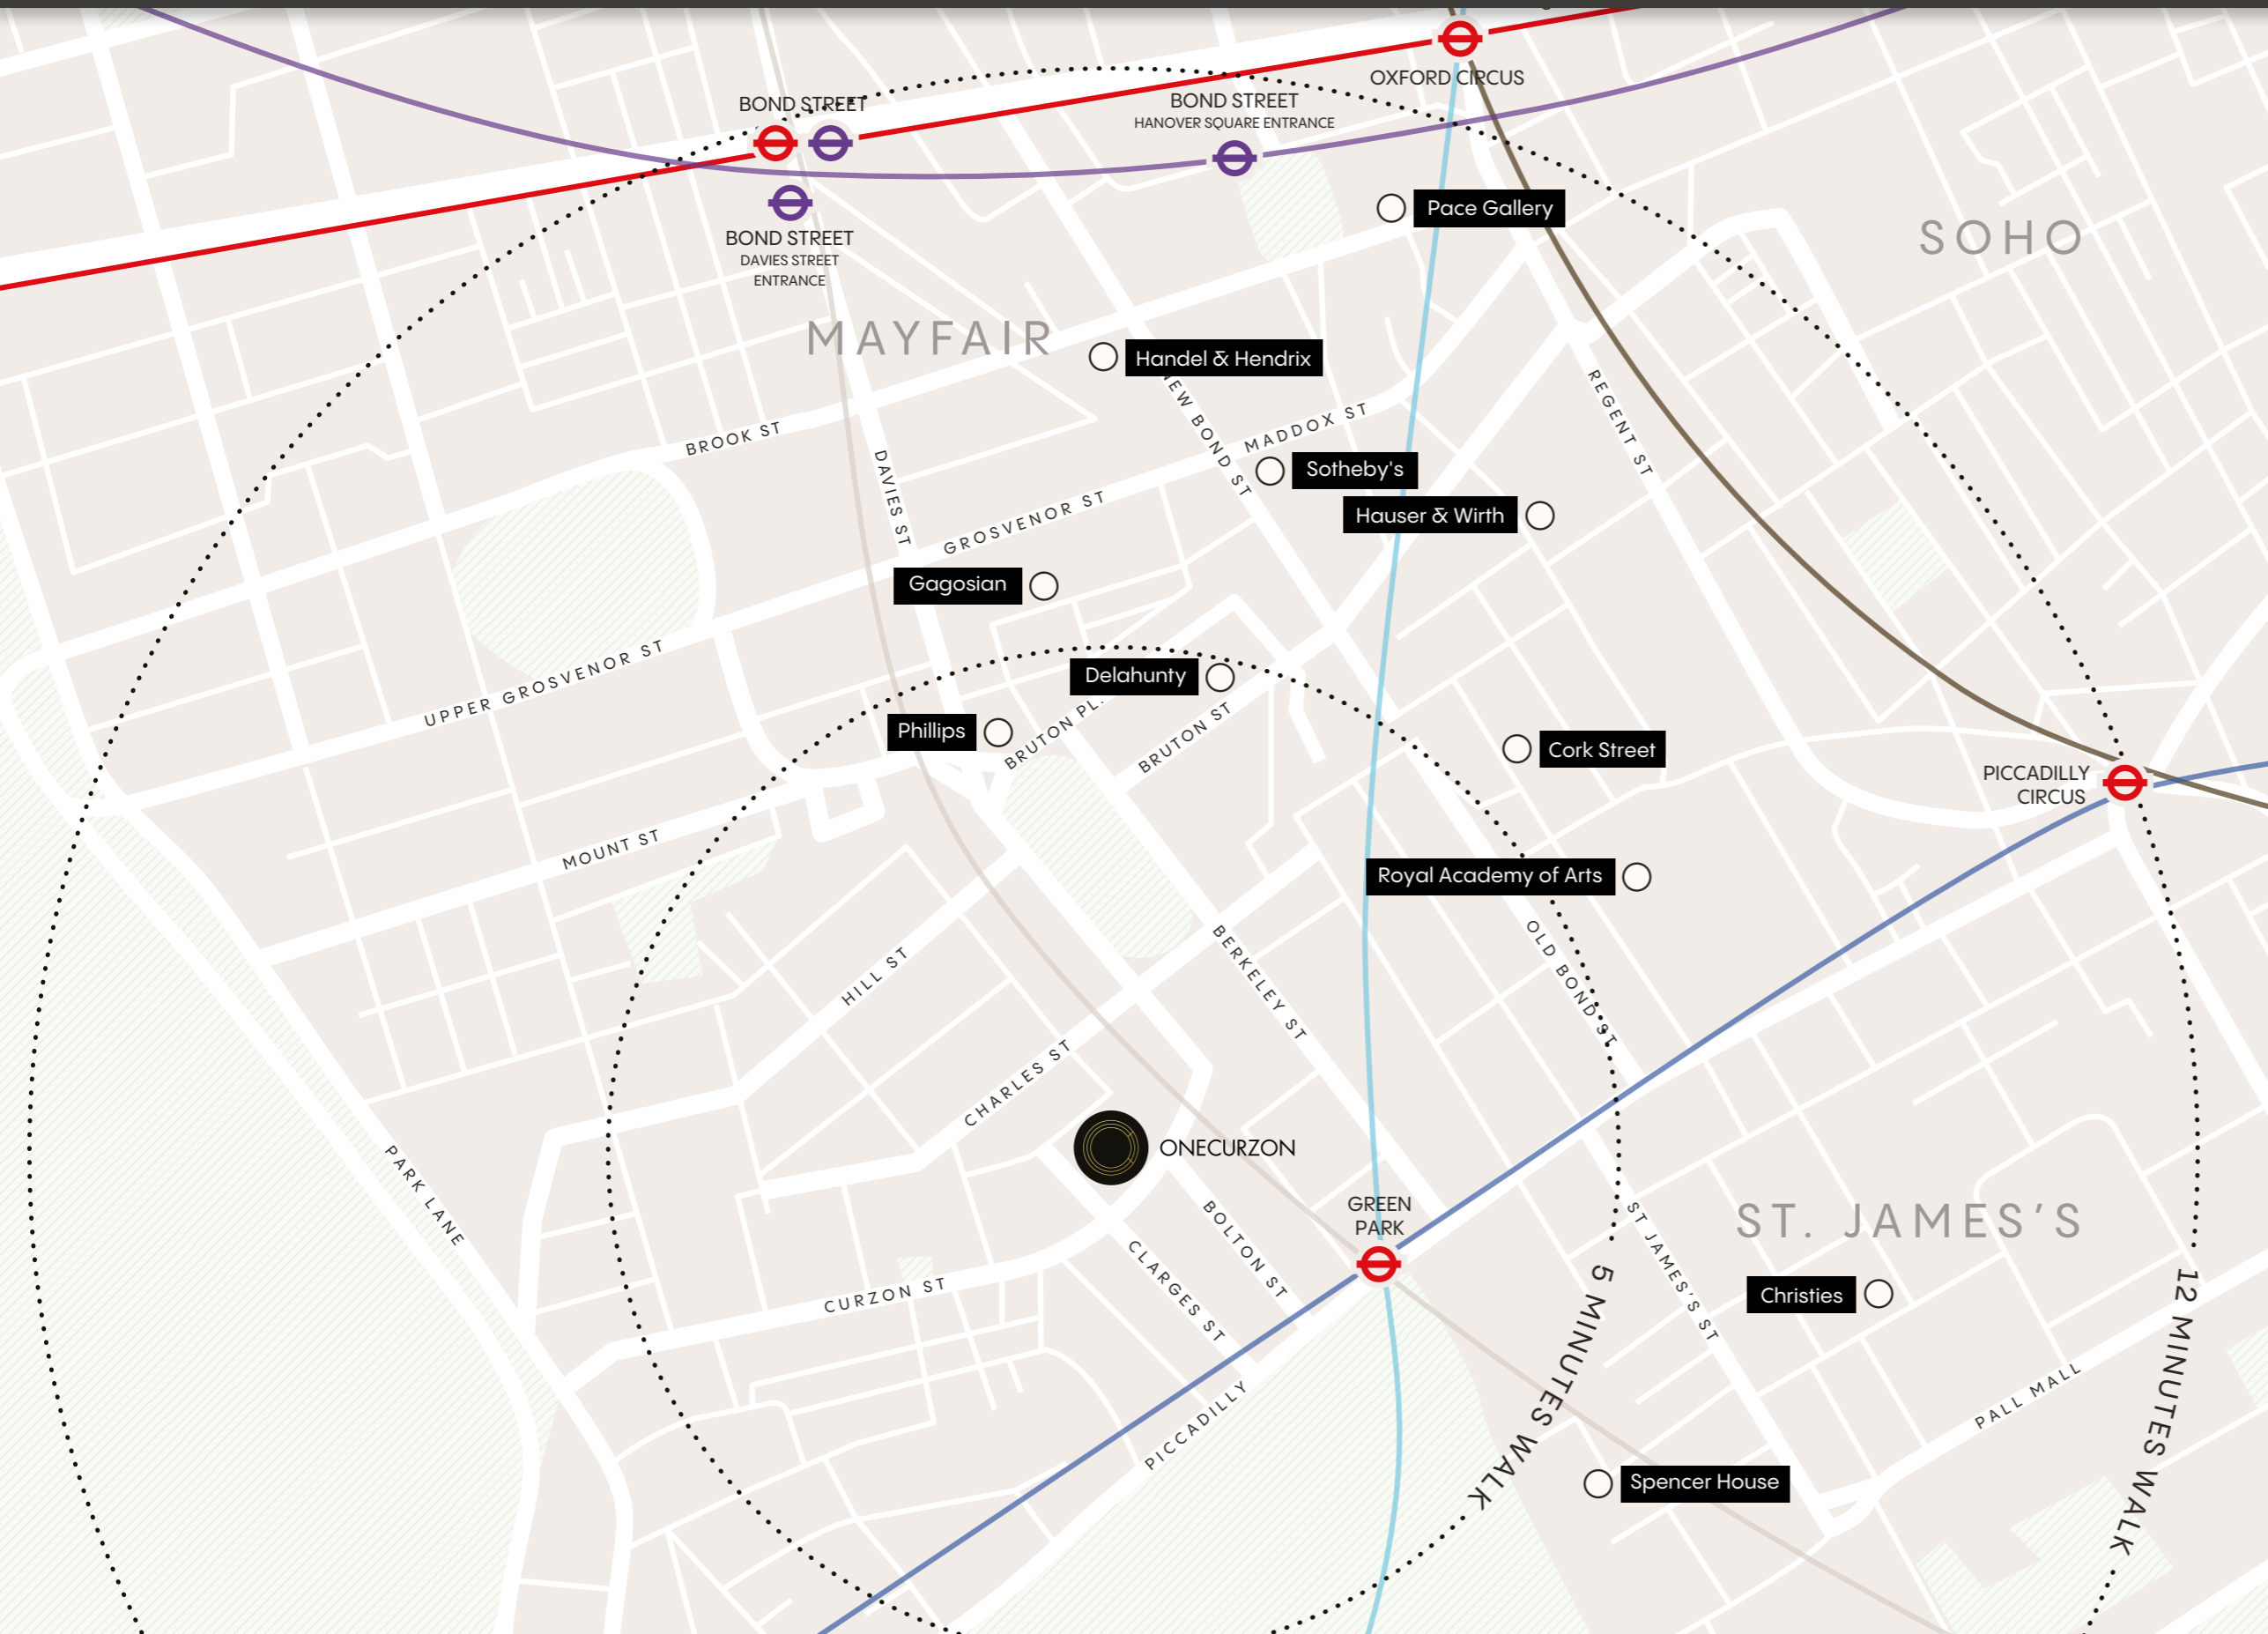 OXFORD CIRCUS
BOND STREET
BOND STREET
HANOVER SQUARE ENTRANCE
Pace Gallery
SOHO
BOND STREET
DAVIES STREET
ENTRANCE
MAYFAIR
Handel & Hendrix
NEW BOND ST
REGENT ST
BROOK ST
MADDOX ST
DAVIES ST
Sotheby's
GROSVENOR ST
Hauser & Wirth
Gagosian
UPPER GROSVENOR ST
Delahunty
Phillips
BRUTON PL.
BRUTON ST
Cork Street
PICCADILLY
CIRCUS
MOUNT ST
Royal Academy of Arts
HILL ST
BERKELEY ST
OLD BOND ST
CHARLES ST
PARK LANE
ONECURZON
GREEN
PARK
BOLTON ST
ST JAMES'S ST
ST. JAMES'S
CLARGES ST
CURZON ST
5 MINUTES WALK
Christies
12 MINUTES WALK
PICCADILLY
PALL MALL
Spencer House